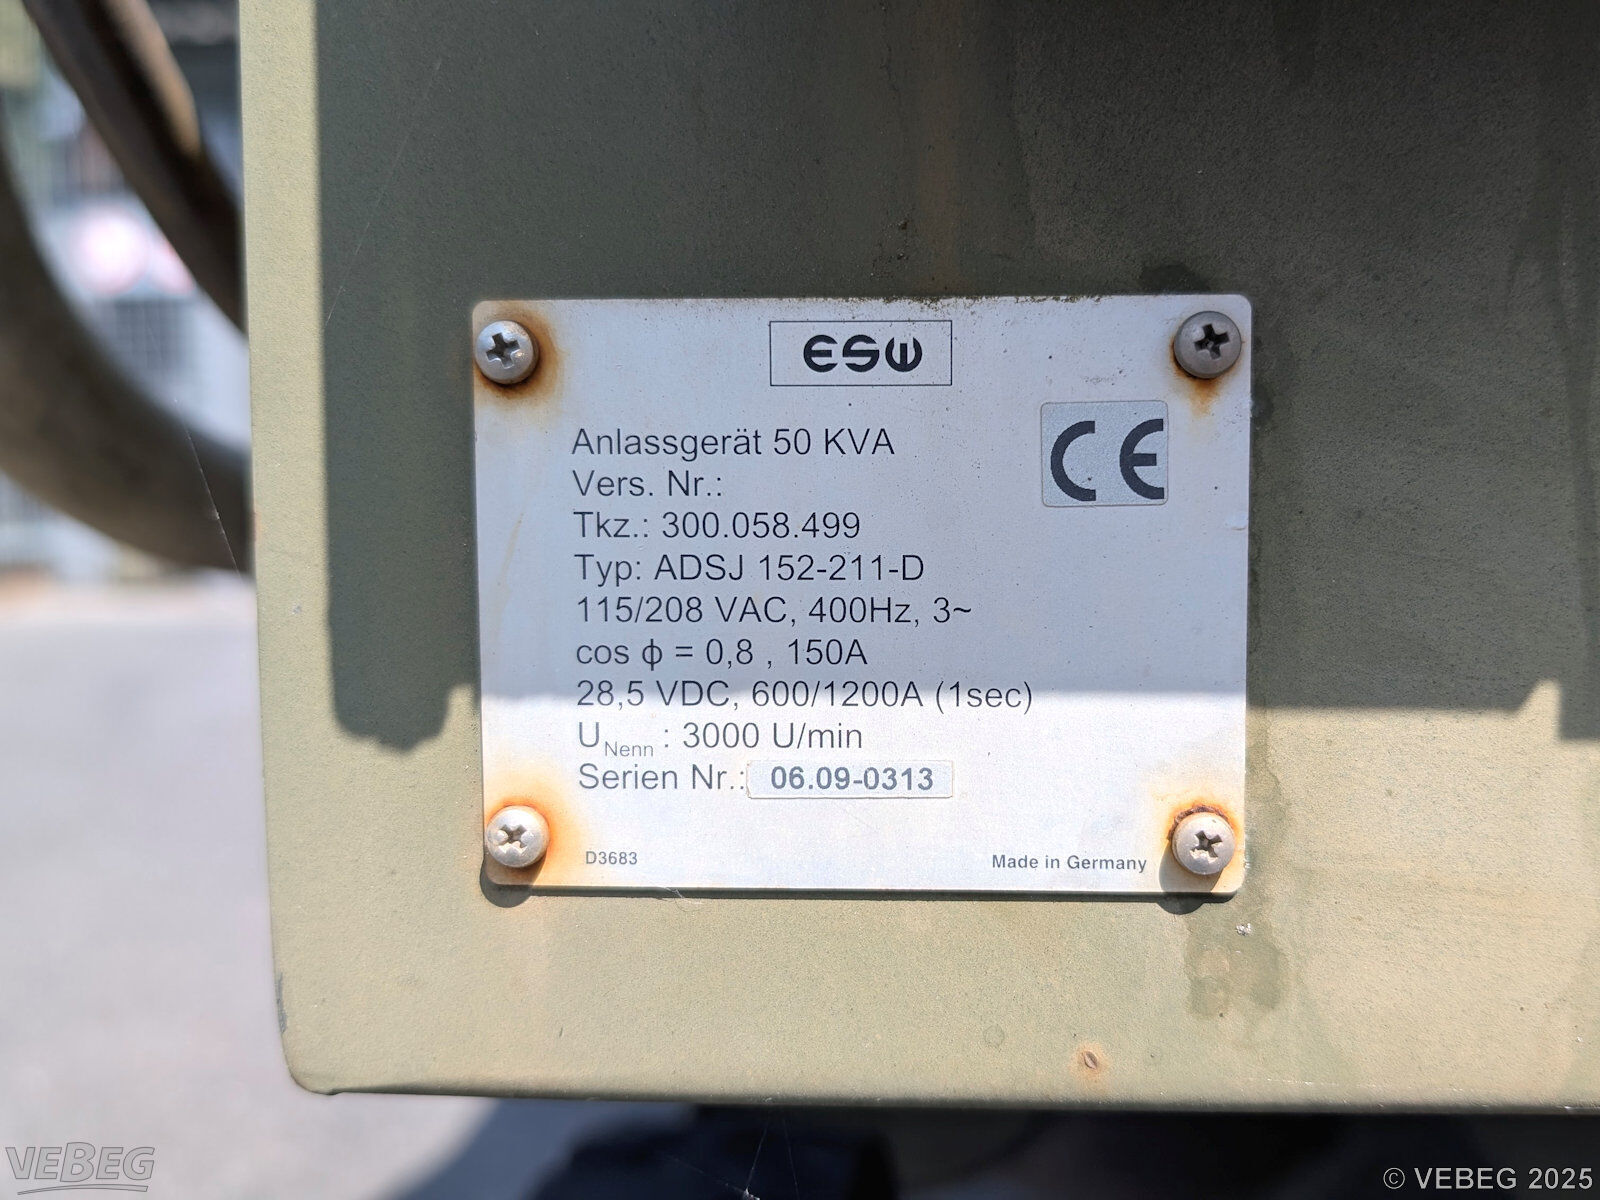 ESW
CE
Anlassgerät 50 KVA
Vers. Nr.:
Tkz.: 300.058.499
Typ: ADSJ 152-211-D
115/208 VAC, 400Hz, 3~
cos ϕ = 0,8 , 150A
28,5 VDC, 600/1200A (1sec)
UNenn : 3000 U/min
Serien Nr.: 06.09-0313
D3683
Made in Germany
VEBEG
© VEBEG 2025